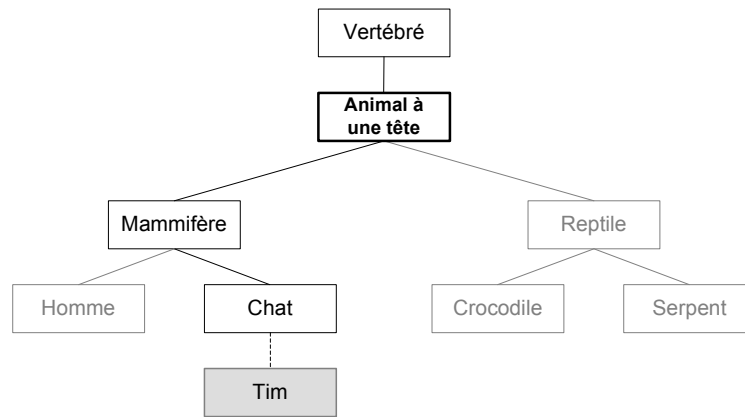 Vertébré
Animal à
une tête
Mammifère
Reptile
Homme
Chat
Crocodile
Serpent
Tim